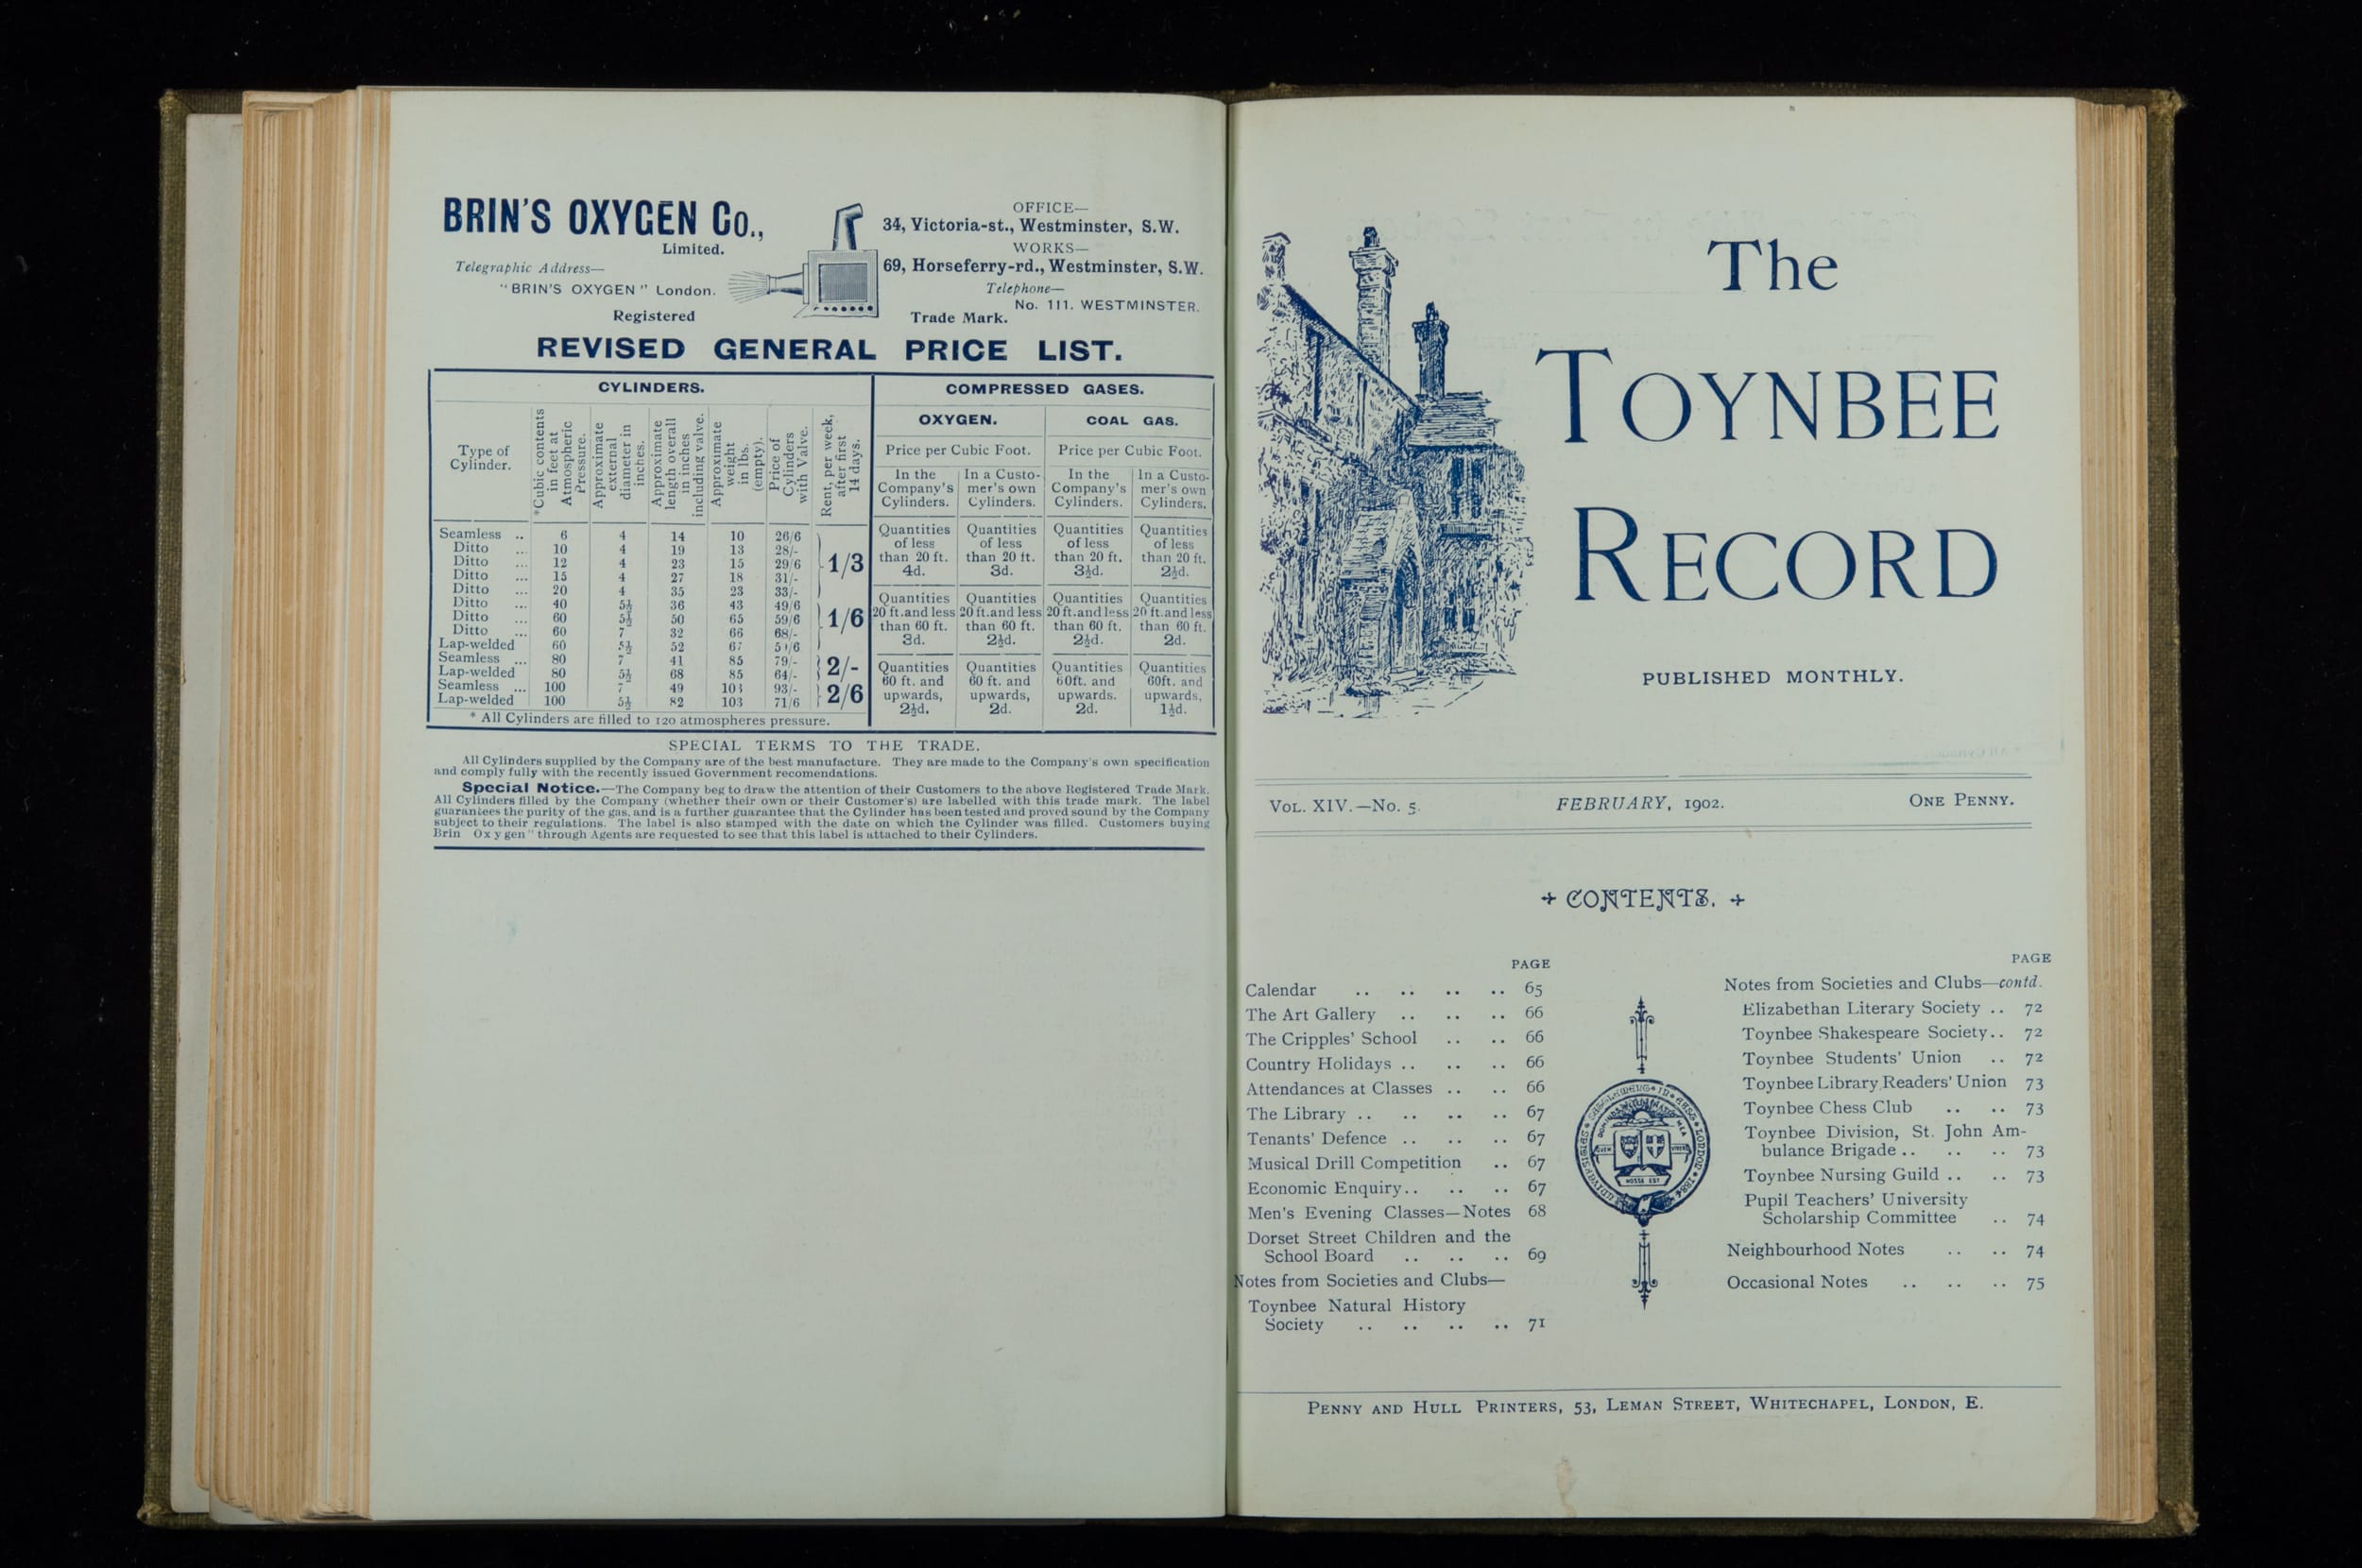 BRIN'S OXYGEN Co.,
Limited.
Telegraphic Address—
"BRIN'S OXYGEN" London.
Registered
OFFICE—
34, Victoria-st., Westminster, S.W.
WORKS—
69, Horseferry-rd., Westminster, S.W.
Telephone—
No. 111. WESTMINSTER.
Trade Mark.
REVISED GENERAL PRICE LIST.
CYLINDERS.
Type of Cylinder.
*Cubic contents in feet at Atmospheric Pressure.
Approximate external diameter in inches.
Approximate length overall in inches including valve.
Approximate weight in lbs. (empty).
Price of Cylinders with Valve.
Rent, per week, after first 14 days.
Seamless .. 6 4 14 10 26/6
Ditto ... 10 4 19 13 28/-
Ditto ... 12 4 23 15 29/6
Ditto ... 15 4 27 18 31/-
Ditto ... 20 4 35 23 33/-
1/3
Ditto ... 40 5½ 36 43 49/6
Ditto ... 60 5½ 50 65 59/6
Ditto ... 60 7 32 66 68/-
Lap-welded 60 5½ 52 67
1/6
Seamless ... 80 7 41 85 79/-
Lap-welded 80 5½ 68 85 64/-
2/-
Seamless ... 100 7 49 103 93/-
Lap-welded 100 5½ 82 103 71/6
2/6
* All Cylinders are filled to 120 atmospheres pressure.
COMPRESSED GASES.
OXYGEN. COAL GAS.
Price per Cubic Foot. Price per Cubic Foot.
In the In a Custo- In the In a Custo-
Company's mer's own Company's mer's own
Cylinders. Cylinders. Cylinders. Cylinders.
Quantities Quantities Quantities Quantities
of less of less of less of less
than 20 ft. than 20 ft. than 20 ft. than 20 ft.
4d. 3d. 3½d. 2½d.
Quantities Quantities Quantities Quantities
20 ft. and less 20 ft. and less 20 ft. and less 20 ft. and less
than 60 ft. than 60 ft. than 60 ft. than 60 ft.
3d. 2½d. 2½d. 2d.
Quantities Quantities Quantities Quantities
60 ft. and 60 ft. and 60ft. and 60ft. and
upwards, upwards, upwards. upwards,
2½d. 2d. 2d. 1½d.
SPECIAL TERMS TO THE TRADE.
All Cylinders supplied by the Company are of the best manufacture. They are made to the Company's own specification
and comply fully with the recently issued Government recomendations.
Special Notice.—The Company beg to draw the attention of their Customers to the above Registered Trade Mark.
All Cylinders filled by the Company (whether their own or their Customer's) are labelled with this trade mark. The label
guarantees the purity of the gas, and is a further guarantee that the Cylinder has been tested and proved sound by the Company
subject to their regulations. The label is also stamped with the date on which the Cylinder was filled. Customers buying
Brin Oxygen" through Agents are requested to see that this label is attached to their Cylinders.
The
TOYNBEE
RECORD
PUBLISHED MONTHLY.
VOL. XIV.—No. 5. FEBRUARY, 1902. ONE PENNY.
CONTENTS.
PAGE
Calendar .. .. .. .. 65
The Art Gallery .. .. .. 66
The Cripples' School .. .. 66
Country Holidays .. .. .. 66
Attendances at Classes .. .. 66
The Library .. .. .. .. 67
Tenants' Defence .. .. .. 67
Musical Drill Competition .. 67
Economic Enquiry .. .. .. 67
Men's Evening Classes—Notes 68
Dorset Street Children and the
School Board .. .. .. 69
Notes from Societies and Clubs—
Toynbee Natural History
Society .. .. .. .. 71
PAGE
Notes from Societies and Clubs—contd.
Elizabethan Literary Society .. 72
Toynbee Shakespeare Society .. 72
Toynbee Students' Union .. 72
Toynbee Library Readers' Union 73
Toynbee Chess Club .. .. 73
Toynbee Division, St. John Am-
bulance Brigade .. .. .. 73
Toynbee Nursing Guild .. .. 73
Pupil Teachers' University
Scholarship Committee .. 74
Neighbourhood Notes .. .. 74
Occasional Notes .. .. .. 75
PENNY AND HULL PRINTERS, 53, LEMAN STREET, WHITECHAPEL, LONDON, E.